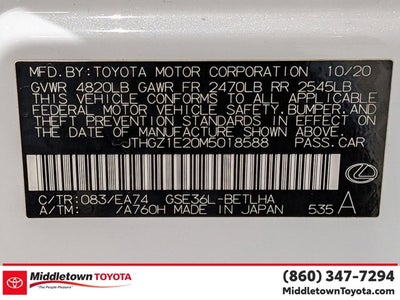 MFD. BY: TOYOTA MOTOR CORPORATION 10/20
GVWR 4820LB GAWR FR 2470LB RR 2545LB
THIS VEHICLE CONFORMS TO ALL APPLICABLE
FEDERAL MOTOR VEHICLE SAFETY, BUMPER, AND
THEFT PREVENTION STANDARDS IN EFFECT ON THE
DATE OF MANUFACTURE SHOWN ABOVE.
JTHGZ1E20M5018588 PASS.CAR
C/TR: 083/EA74 GSE36L-BETLHA
A/TM: /A760H MADE IN JAPAN 535 A
Middletown TOYOTA
"The People Pleasers"
(860) 347-7294